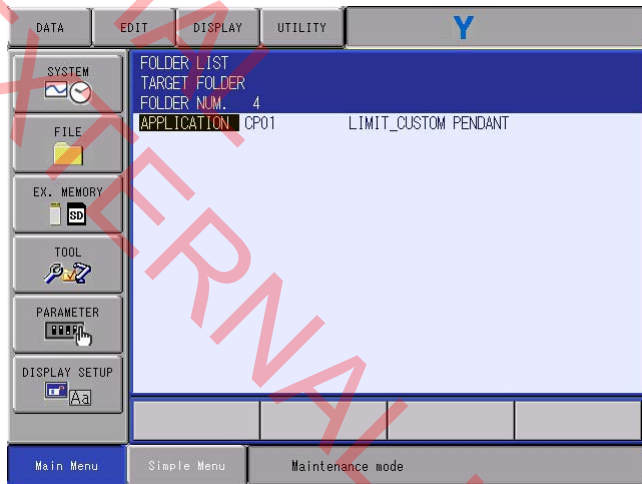 DATA EDIT DISPLAY UTILITY Y
SYSTEM
FILE
EX. MEMORY
SD
TOOL
PARAMETER
DISPLAY SETUP
Aa
FOLDER LIST
TARGET FOLDER
FOLDER NUM. 4
APPLICATION CP01 LIMIT_CUSTOM PENDANT
Main Menu Simple Menu Maintenance mode